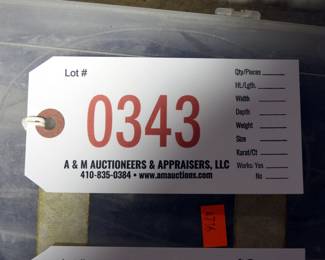 Lot #
0343
A & M AUCTIONEERS & APPRAISERS, LLC
410-835-0384 • www.amauctions.com
Qty/Pieces
Ht./Lgth.
Width
Depth
Weight
Size
Karat/Ct
Works: Yes
No